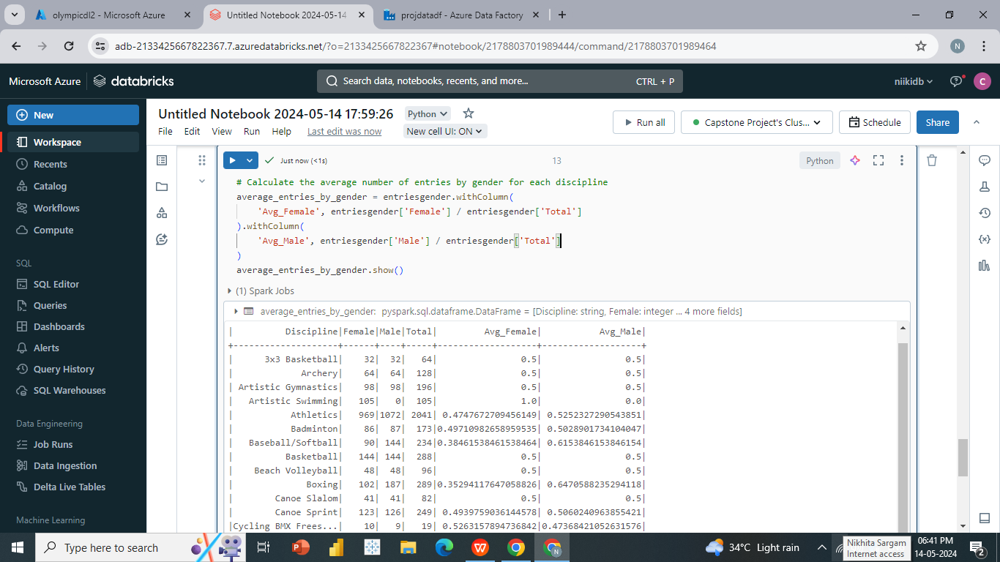 olympicdl2 - Microsoft Azure
Untitled Notebook 2024-05-14
projdatadf - Azure Data Factory
adb-2133425667822367.7.azuredatabricks.net/?o=2133425667822367#notebook/2178803701989444/command/2178803701989464
N
Microsoft Azure
databricks
Search data, notebooks, recents, and more...
CTRL + P
niikidb
C
New
Workspace
Recents
Catalog
Workflows
Compute
SQL
SQL Editor
Queries
Dashboards
Alerts
Query History
SQL Warehouses
Data Engineering
Job Runs
Data Ingestion
Delta Live Tables
Machine Learning
Untitled Notebook 2024-05-14 17:59:26
Python
File Edit View Run Help Last edit was now
New cell UI: ON
Run all
Capstone Project's Clus...
Schedule
Share
Just now (<1s)
13
Python
# Calculate the average number of entries by gender for each discipline
average_entries_by_gender = entriesgender.withColumn(
'Avg_Female', entriesgender['Female'] / entriesgender['Total']
).withColumn(
'Avg_Male', entriesgender['Male'] / entriesgender['Total']
)
average_entries_by_gender.show()
(1) Spark Jobs
average_entries_by_gender: pyspark.sql.dataframe.DataFrame = [Discipline: string, Female: integer ... 4 more fields]
| Discipline|Female|Male|Total| Avg_Female| Avg_Male|
+--------------------+------+----+-----+-------------------+-------------------+
| 3x3 Basketball| 32| 32| 64| 0.5| 0.5|
| Archery| 64| 64| 128| 0.5| 0.5|
| Artistic Gymnastics| 98| 98| 196| 0.5| 0.5|
| Artistic Swimming| 105| 0| 105| 1.0| 0.0|
| Athletics| 969|1072| 2041| 0.4747672709456149| 0.5252327290543851|
| Badminton| 86| 87| 173|0.49710982658959535| 0.5028901734104047|
| Baseball/Softball| 90| 144| 234|0.38461538461538464| 0.6153846153846154|
| Basketball| 144| 144| 288| 0.5| 0.5|
| Beach Volleyball| 48| 48| 96| 0.5| 0.5|
| Boxing| 102| 187| 289|0.35294117647058826| 0.6470588235294118|
| Canoe Slalom| 41| 41| 82| 0.5| 0.5|
| Canoe Sprint| 123| 126| 249| 0.4939759036144578| 0.5060240963855421|
|Cycling BMX Frees...| 10| 9| 19| 0.5263157894736842|0.47368421052631576|
Type here to search
34°C Light rain
Nikhita Sargam
Internet access
06:41 PM
14-05-2024
2